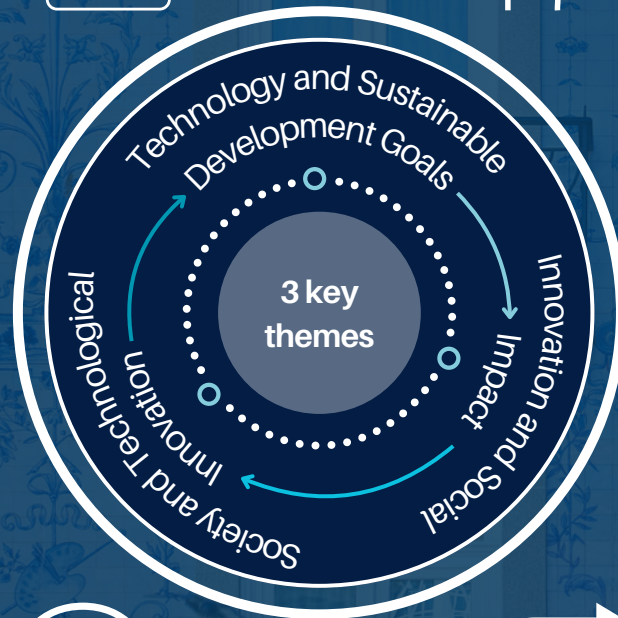 Technology and Sustainable
Development Goals
Innovation and Social
Impact
Society and Technological
Innovation
3 key
themes